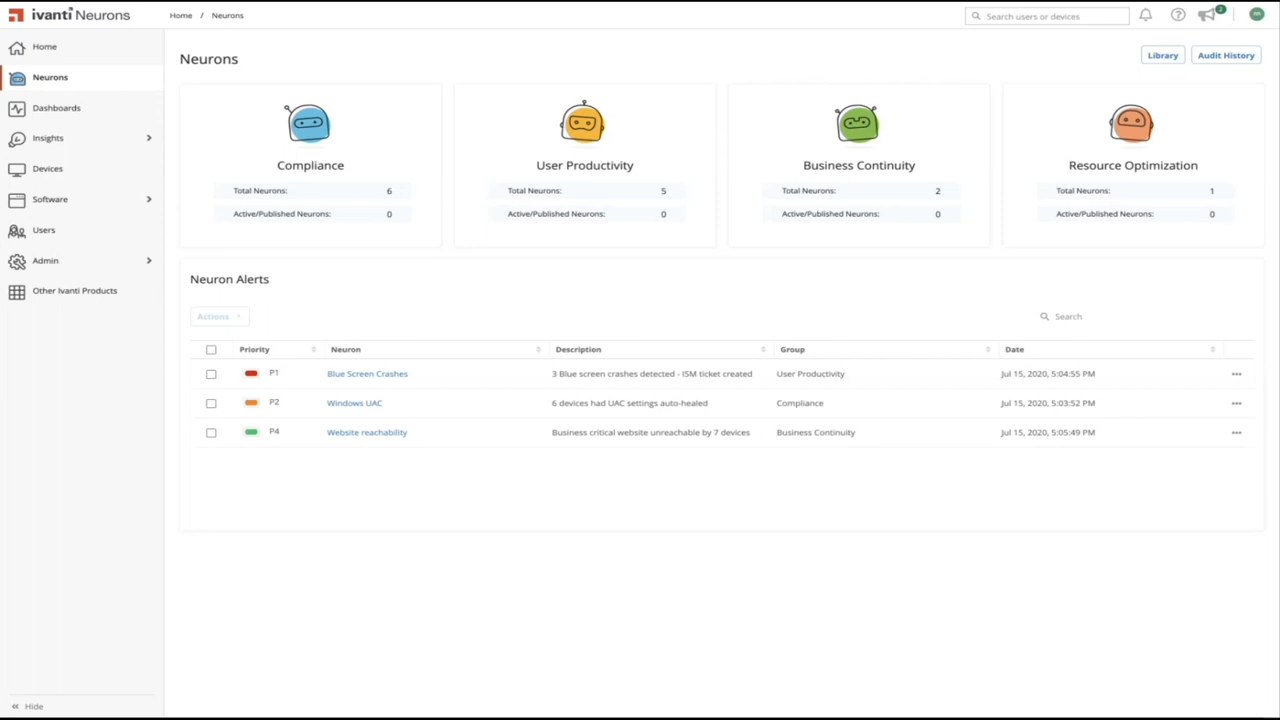 ivanti Neurons
Home / Neurons
Search users or devices
2
Home
Neurons
Dashboards
Insights
Devices
Software
Users
Admin
Other Ivanti Products
Hide
Neurons
Library
Audit History
Compliance
Total Neurons: 6
Active/Published Neurons: 0
User Productivity
Total Neurons: 5
Active/Published Neurons: 0
Business Continuity
Total Neurons: 2
Active/Published Neurons: 0
Resource Optimization
Total Neurons: 1
Active/Published Neurons: 0
Neuron Alerts
Actions
Search
Priority Neuron Description Group Date
P1 Blue Screen Crashes 3 Blue screen crashes detected - ISM ticket created User Productivity Jul 15, 2020, 5:04:55 PM
P2 Windows UAC 6 devices had UAC settings auto-healed Compliance Jul 15, 2020, 5:03:52 PM
P4 Website reachability Business critical website unreachable by 7 devices Business Continuity Jul 15, 2020, 5:05:49 PM